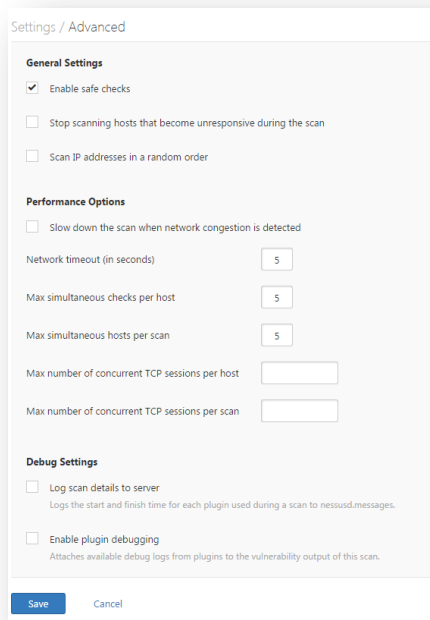 Settings / Advanced
General Settings
Enable safe checks
Stop scanning hosts that become unresponsive during the scan
Scan IP addresses in a random order
Performance Options
Slow down the scan when network congestion is detected
Network timeout (in seconds) 5
Max simultaneous checks per host 5
Max simultaneous hosts per scan 5
Max number of concurrent TCP sessions per host
Max number of concurrent TCP sessions per scan
Debug Settings
Log scan details to server
Logs the start and finish time for each plugin used during a scan to nessusd.messages.
Enable plugin debugging
Attaches available debug logs from plugins to the vulnerability output of this scan.
Save Cancel